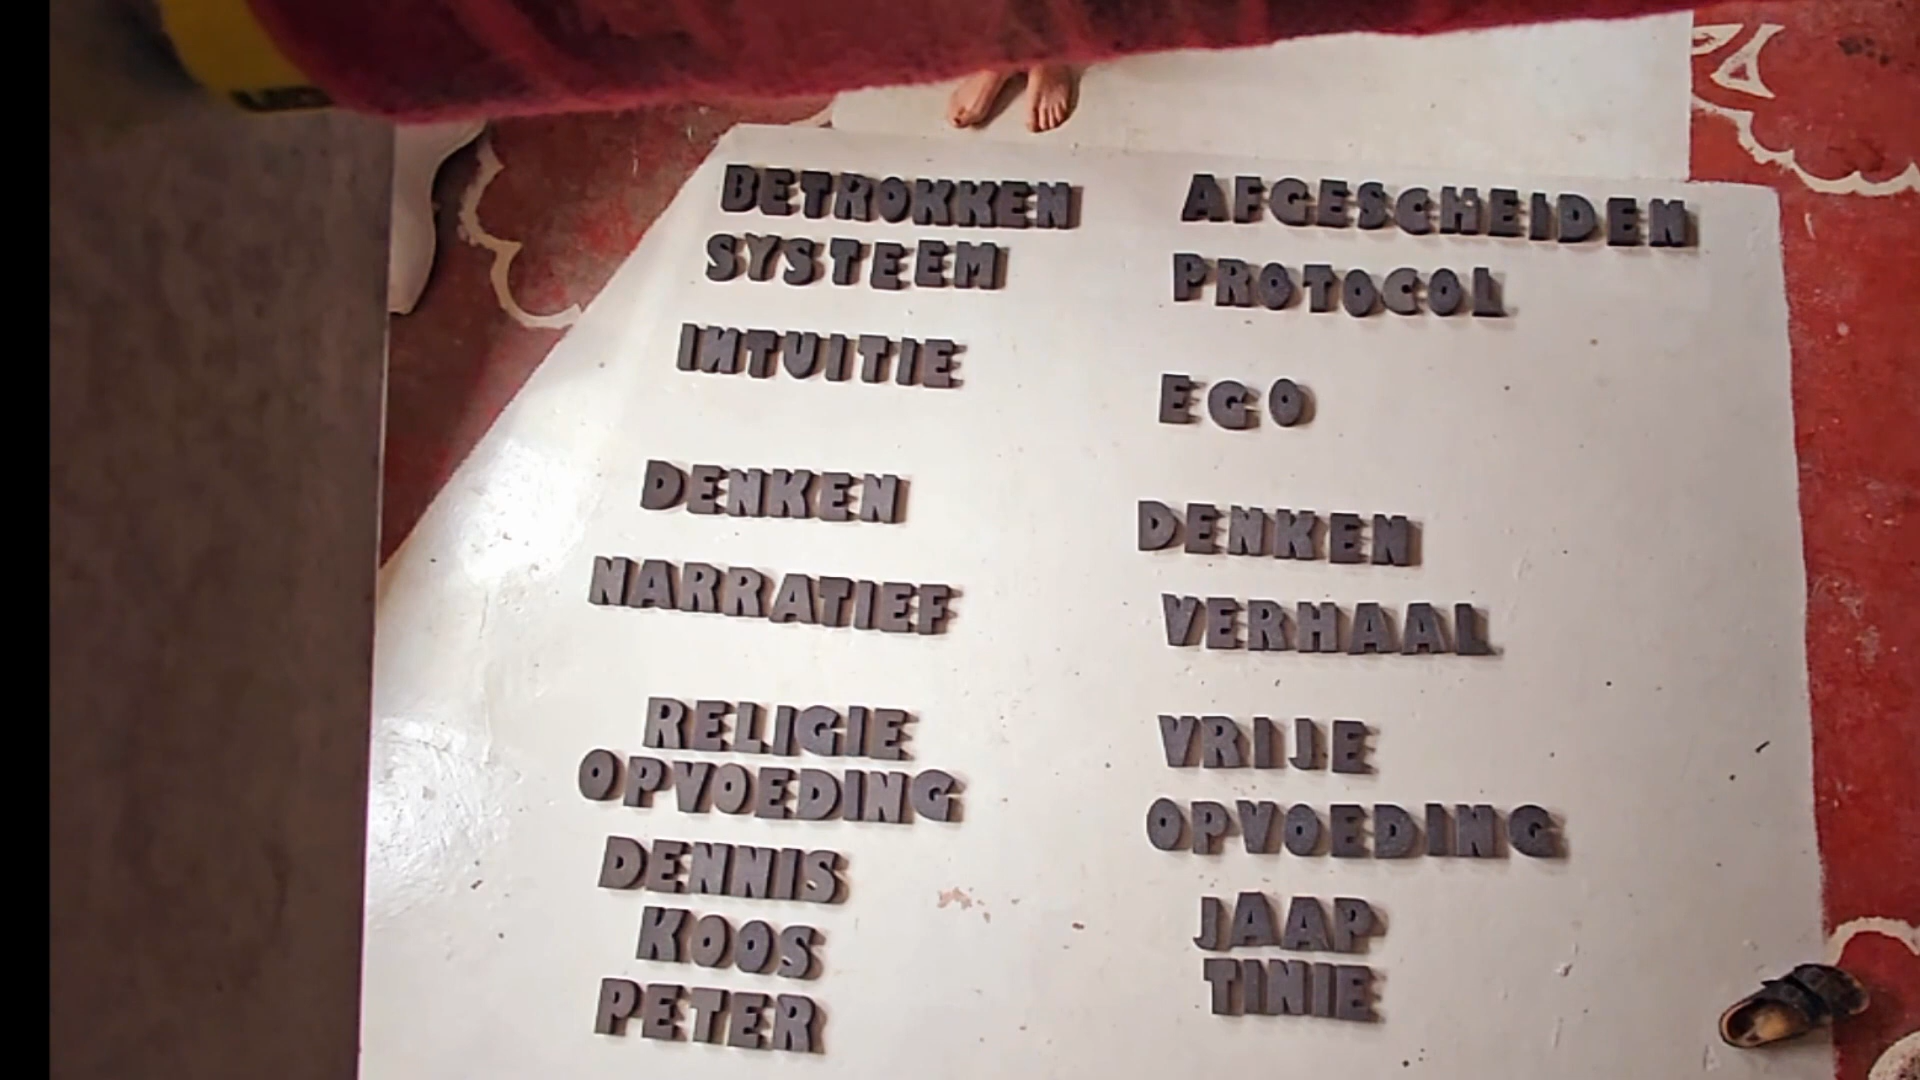 BETROKKEN
SYSTEEM
INTUITIE
DENKEN
NARRATIEF
RELIGIE
OPVOEDING
DENNIS
KOOS
PETER
AFGESCHEIDEN
PROTOCOL
EGO
DENKEN
VERHAAL
VRIJE
OPVOEDING
JAAP
TINIE